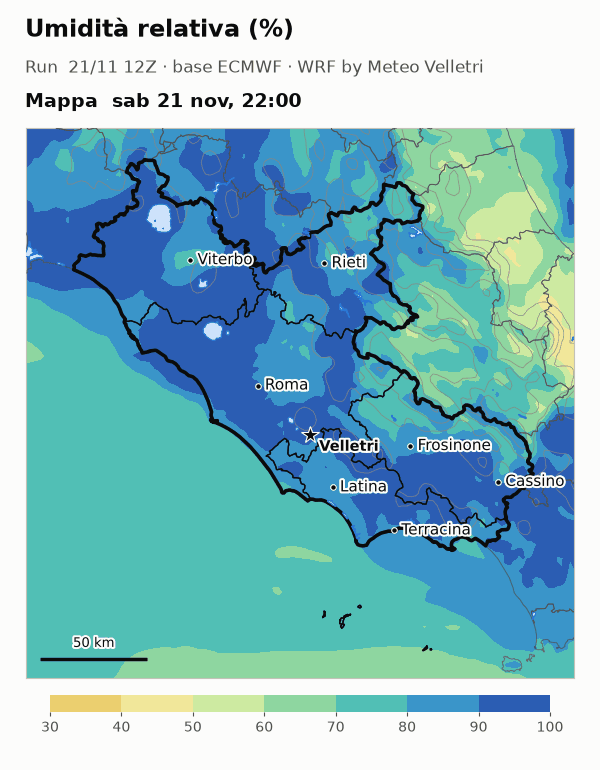 Umidità relativa (%)
Run  21/11 12Z · base ECMWF · WRF by Meteo Velletri
Mappa  sab 21 nov, 22:00
Viterbo
Rieti
Roma
Velletri
Frosinone
Latina
Cassino
Terracina
50 km
30 40 50 60 70 80 90 100